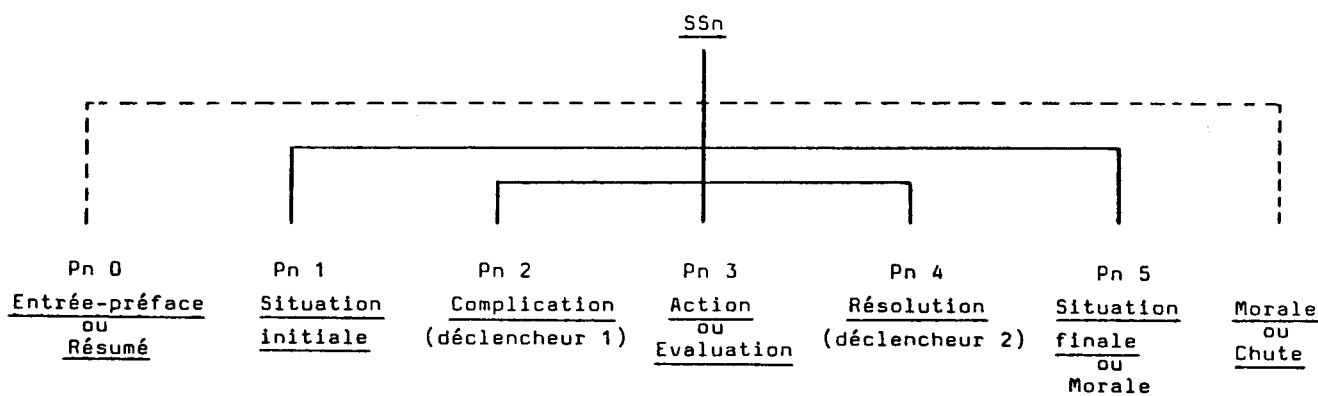 SSn
Pn 0 Pn 1 Pn 2 Pn 3 Pn 4 Pn 5
Entrée-préface Situation Complication Action Résolution Situation Morale
ou initiale (déclencheur 1) ou (déclencheur 2) finale ou
Résumé Evaluation ou Chute
Morale